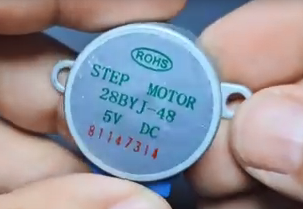 ROHS
STEP MOTOR
28BYJ-48
5V DC
81147314